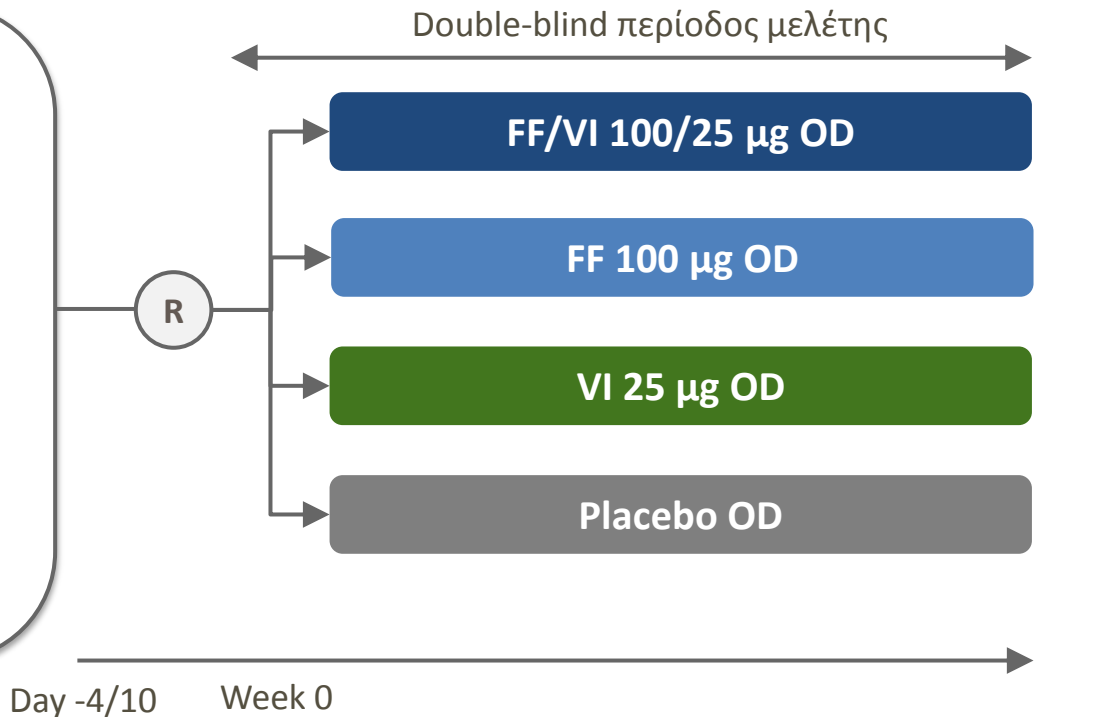 Double-blind περίοδος μελέτης
FF/VI 100/25 μg OD
FF 100 μg OD
R
VI 25 μg OD
Placebo OD
Day -4/10
Week 0